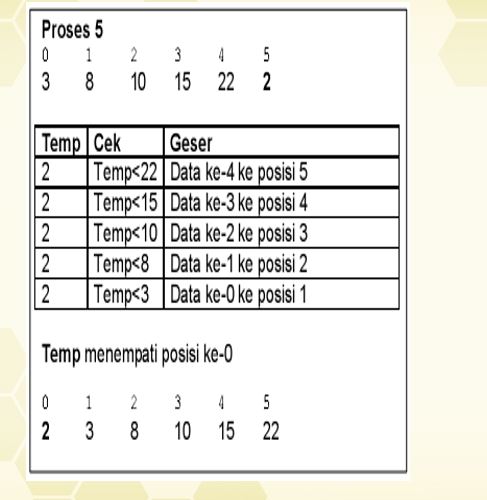 Proses 5
0 1 2 3 4 5
3 8 10 15 22 2
Temp Cek Geser
2 Temp<22 Data ke-4 ke posisi 5
2 Temp<15 Data ke-3 ke posisi 4
2 Temp<10 Data ke-2 ke posisi 3
2 Temp<8 Data ke-1 ke posisi 2
2 Temp<3 Data ke-0 ke posisi 1
Temp menempati posisi ke-0
0 1 2 3 4 5
2 3 8 10 15 22